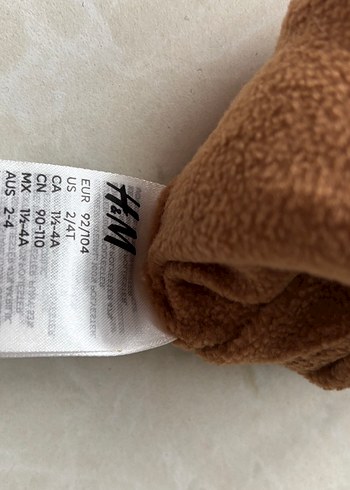 H&M
EUR 92/104
US 2/4T
CA 1½-4A
CN 90-110
MX 1½-4A
AUS 2-4